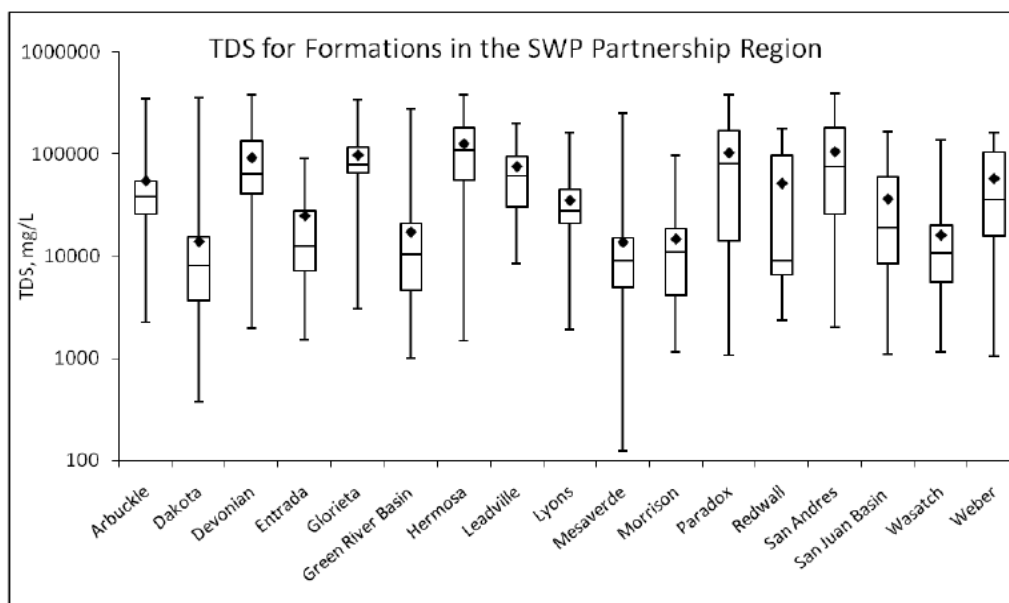 TDS for Formations in the SWP Partnership Region
TDS, mg/L
1000000
100000
10000
1000
100
Arbuckle
Dakota
Devonian
Entrada
Glorieta
Green River Basin
Hermosa
Leadville
Lyons
Mesaverde
Morrison
Paradox
Redwall
San Andres
San Juan Basin
Wasatch
Weber